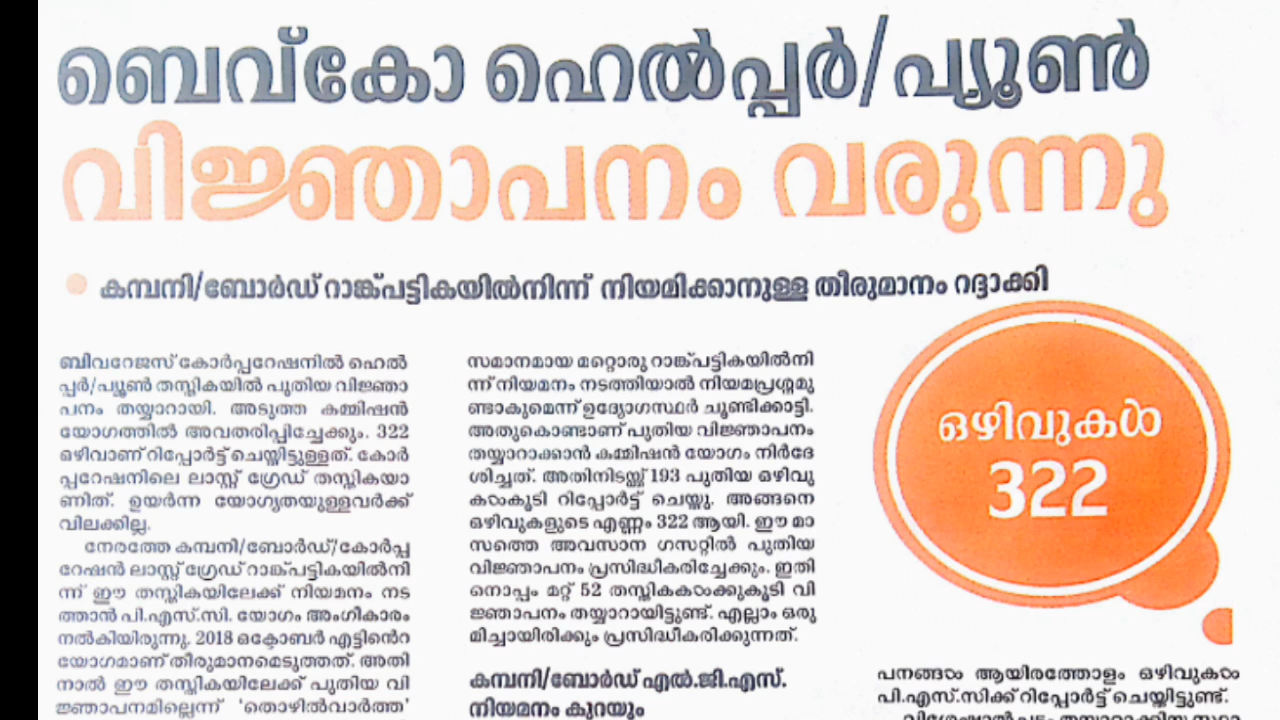 ബെവ്കോ ഹെൽപ്പർ/പ്യൂൺ
വിജ്ഞാപനം വരുന്നു
കമ്പനി/ബോർഡ് റാങ്ക്പട്ടികയിൽനിന്ന് നിയമിക്കാനുള്ള തീരുമാനം റദ്ദാക്കി
ബിവറേജസ് കോർപ്പറേഷനിൽ ഹെൽ
പ്പർ/പ്യൂൺ തസ്തികയിൽ പുതിയ വിജ്ഞാ
പനം തയ്യാറായി. അടുത്ത കമ്മിഷൻ
യോഗത്തിൽ അവതരിപ്പിച്ചേക്കും. 322
ഒഴിവാണ് റിപ്പോർട്ട് ചെയ്തിട്ടുള്ളത്. കോർ
പ്പറേഷനിലെ ലാസ്റ്റ് ഗ്രേഡ് തസ്തികയാ
ണിത്. ഉയർന്ന യോഗ്യതയുള്ളവർക്ക്
വിലക്കില്ല.
നേരത്തേ കമ്പനി/ബോർഡ്/കോർപ്പ
റേഷൻ ലാസ്റ്റ് ഗ്രേഡ് റാങ്ക്പട്ടികയിൽനി
ന്ന് ഈ തസ്തികയിലേക്ക് നിയമനം നട
ത്താൻ പി.എസ്.സി. യോഗം അംഗീകാരം
നൽകിയിരുന്നു. 2018 ഒക്ടോബർ എട്ടിന്റെ
യോഗമാണ് തീരുമാനമെടുത്തത്. അതി
നാൽ ഈ തസ്തികയിലേക്ക് പുതിയ വി
ജ്ഞാപനമില്ലെന്ന് 'തൊഴിൽവാർത്ത'
സമാനമായ മറ്റൊരു റാങ്ക്പട്ടികയിൽനി
ന്ന് നിയമനം നടത്തിയാൽ നിയമപ്രശ്നമു
ണ്ടാകുമെന്ന് ഉദ്യോഗസ്ഥർ ചൂണ്ടിക്കാട്ടി.
അതുകൊണ്ടാണ് പുതിയ വിജ്ഞാപനം
തയ്യാറാക്കാൻ കമ്മിഷൻ യോഗം നിർദേ
ശിച്ചത്. അതിനിടയ്ക്ക് 193 പുതിയ ഒഴിവു
കൾകൂടി റിപ്പോർട്ട് ചെയ്തു. അങ്ങനെ
ഒഴിവുകളുടെ എണ്ണം 322 ആയി. ഈ മാ
സത്തെ അവസാന ഗസറ്റിൽ പുതിയ
വിജ്ഞാപനം പ്രസിദ്ധീകരിച്ചേക്കും. ഇതി
നൊപ്പം മറ്റ് 52 തസ്തികകൾക്കുകൂടി വി
ജ്ഞാപനം തയ്യാറായിട്ടുണ്ട്. എല്ലാം ഒരു
മിച്ചായിരിക്കും പ്രസിദ്ധീകരിക്കുന്നത്.
കമ്പനി/ബോർഡ് എൽ.ജി.എസ്.
നിയമനം കുറയും
ഒഴിവുകൾ
322
പനങ്ങൾ ആയിരത്തോളം ഒഴിവുകൾ
പി.എസ്.സിക്ക് റിപ്പോർട്ട് ചെയ്തിട്ടുണ്ട്.